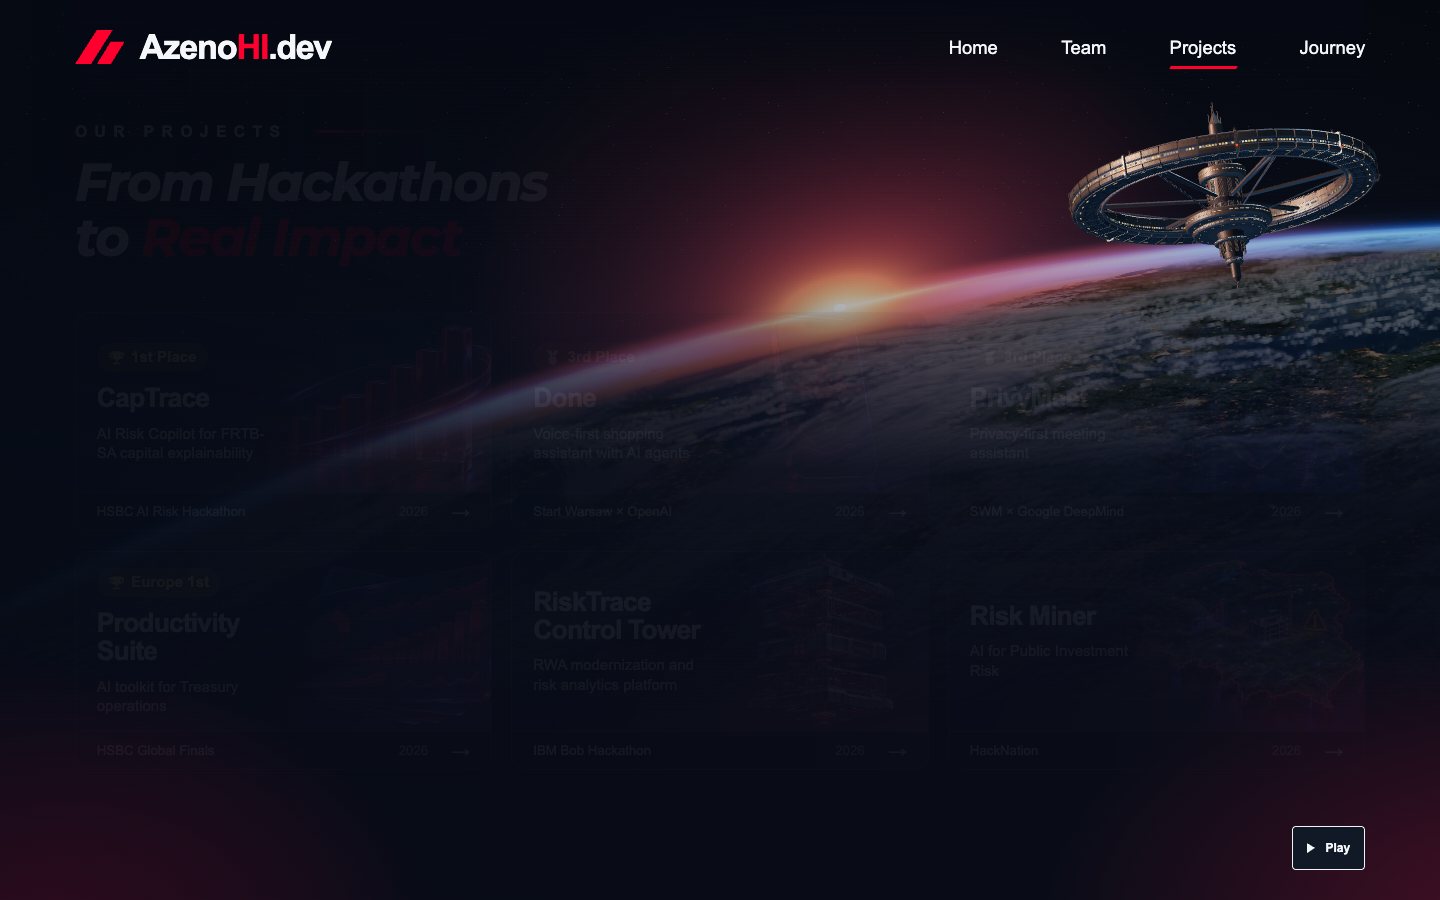 AzenoHI.dev
Home
Team
Projects
Journey
OUR PROJECTS
From Hackathons
to Real Impact
1st Place
CapTrace
AI Risk Copilot for FRTB-
SA capital explainability
HSBC AI Risk Hackathon
2026
3rd Place
Done
Voice-first shopping
assistant with AI agents
Start Warsaw × OpenAI
2026
3rd Place
PrivyMeet
Privacy-first meeting
assistant
SWM × Google DeepMind
2026
Europe 1st
Productivity
Suite
AI toolkit for Treasury
operations
HSBC Global Finals
2026
RiskTrace
Control Tower
RWA modernization and
risk analytics platform
IBM Bob Hackathon
2026
Risk Miner
AI for Public Investment
Risk
HackNation
2026
Play